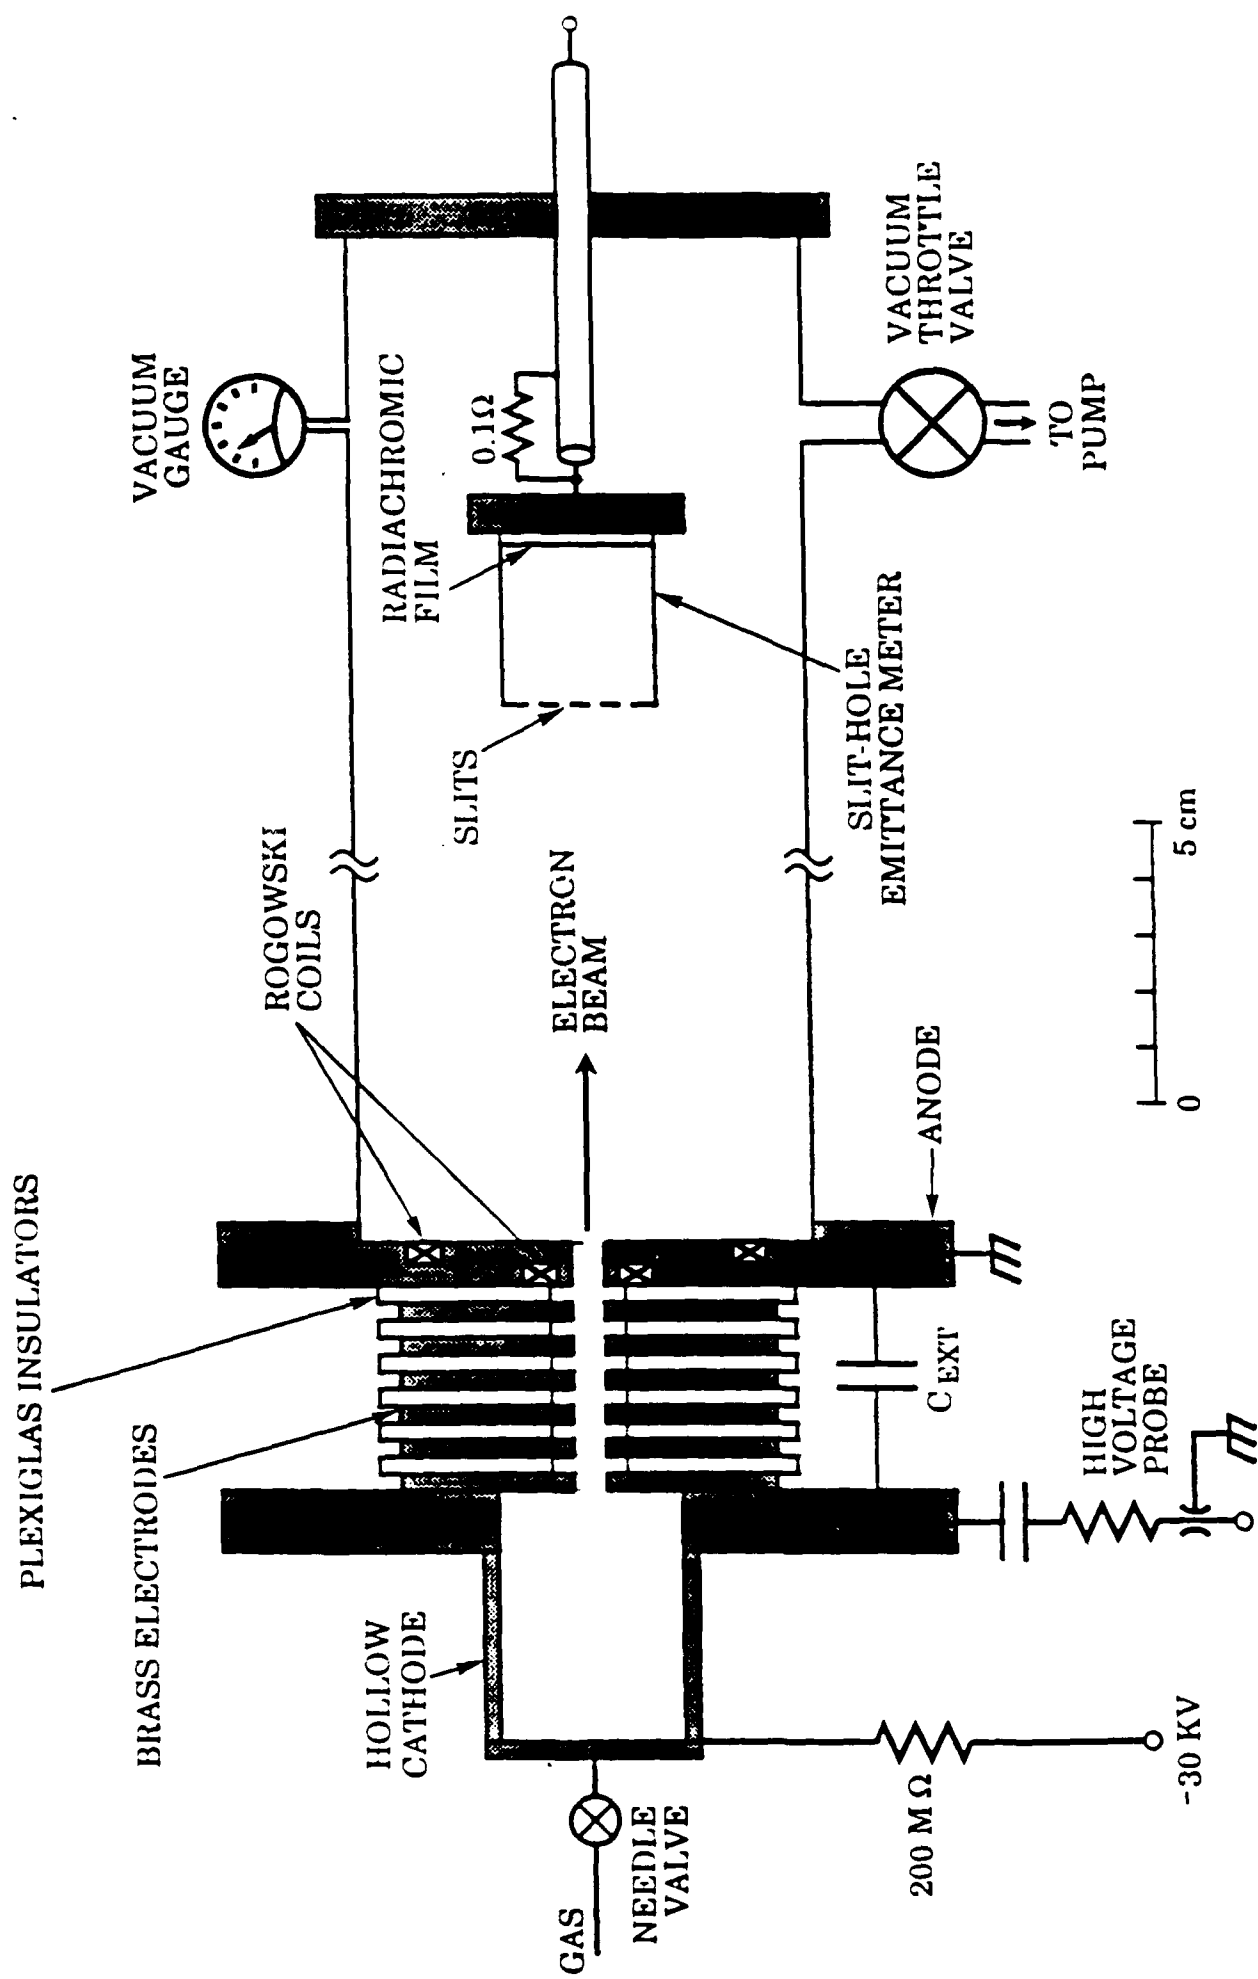 PLEXIGLAS INSULATORS
BRASS ELECTRODES
ROGOWSKI
COILS
VACUUM
GAUGE
HOLLOW
CATHODE
ELECTRON
BEAM
SLITS
RADIACHROMIC
FILM
0.1Ω
GAS
NEEDLE
VALVE
SLIT-HOLE
EMITTANCE METER
VACUUM
THROTTLE
VALVE
TO
PUMP
ANODE
C EXT
HIGH
VOLTAGE
PROBE
200 M Ω
-30 KV
0
5 cm